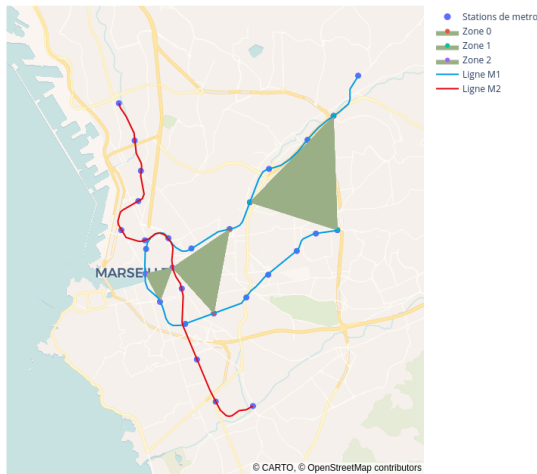 Stations de metro
Zone 0
Zone 1
Zone 2
Ligne M1
Ligne M2
MARSEILLE
© CARTO, © OpenStreetMap contributors